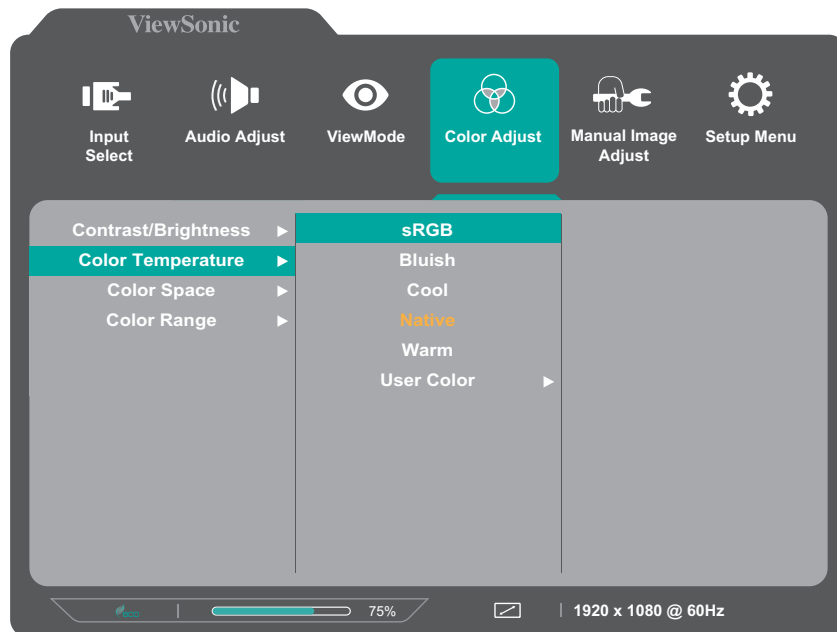 ViewSonic
Input Select
Audio Adjust
ViewMode
Color Adjust
Manual Image Adjust
Setup Menu
Contrast/Brightness
Color Temperature
Color Space
Color Range
sRGB
Bluish
Cool
Native
Warm
User Color
eco
75%
1920 x 1080 @ 60Hz